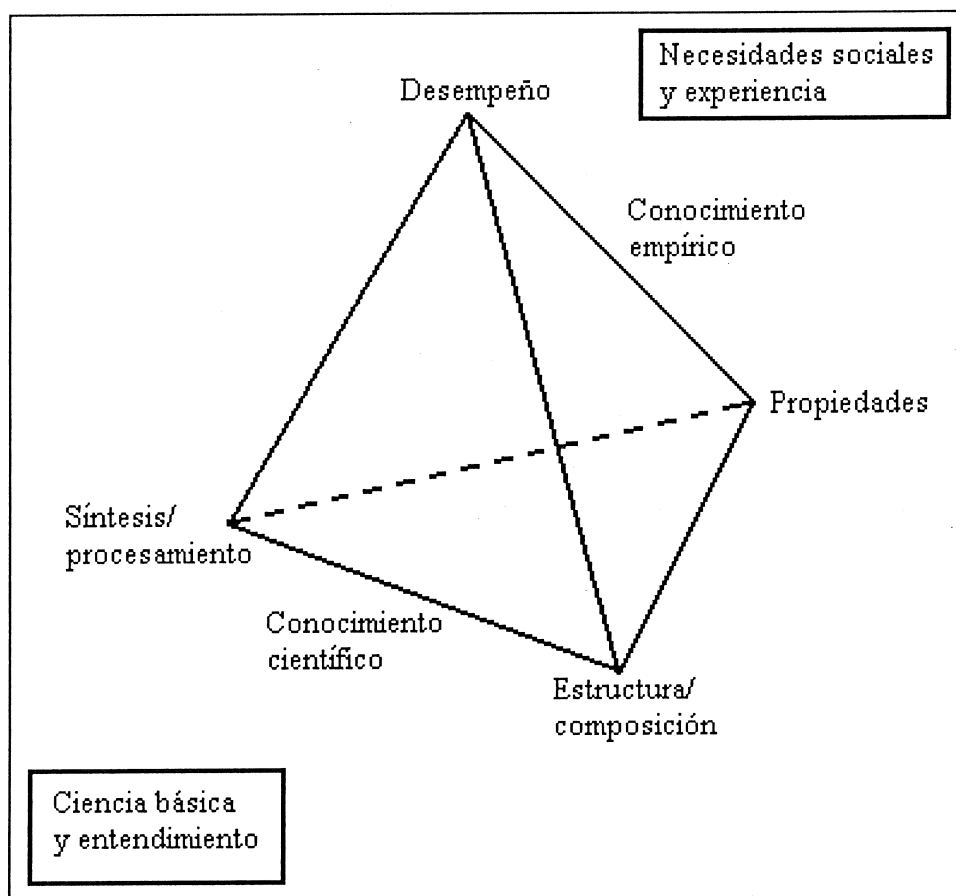 Necesidades sociales
y experiencia
Desempeño
Conocimiento
empírico
Propiedades
Síntesis/
procesamiento
Conocimiento
científico
Estructura/
composición
Ciencia básica
y entendimiento